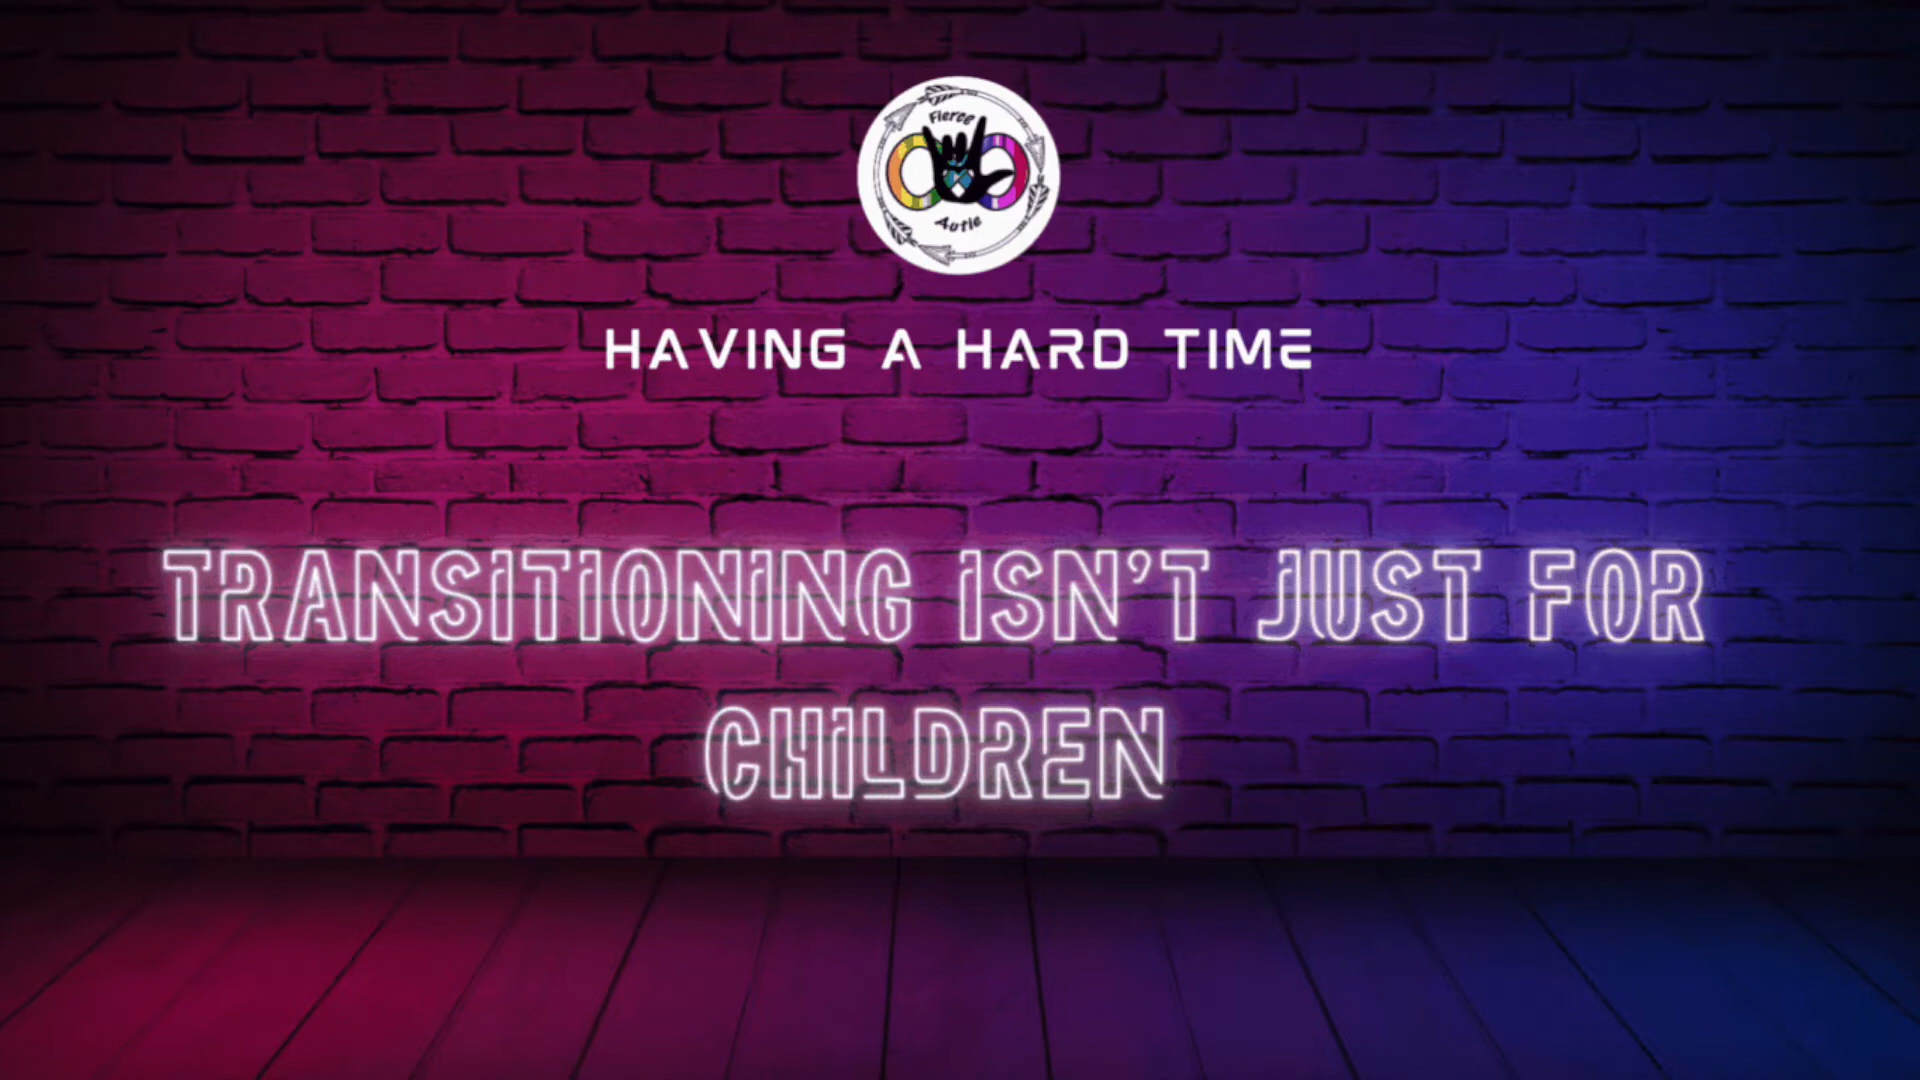 Fierce
Autie
HAVING A HARD TIME
TRANSITIONING ISN'T JUST FOR
CHILDREN